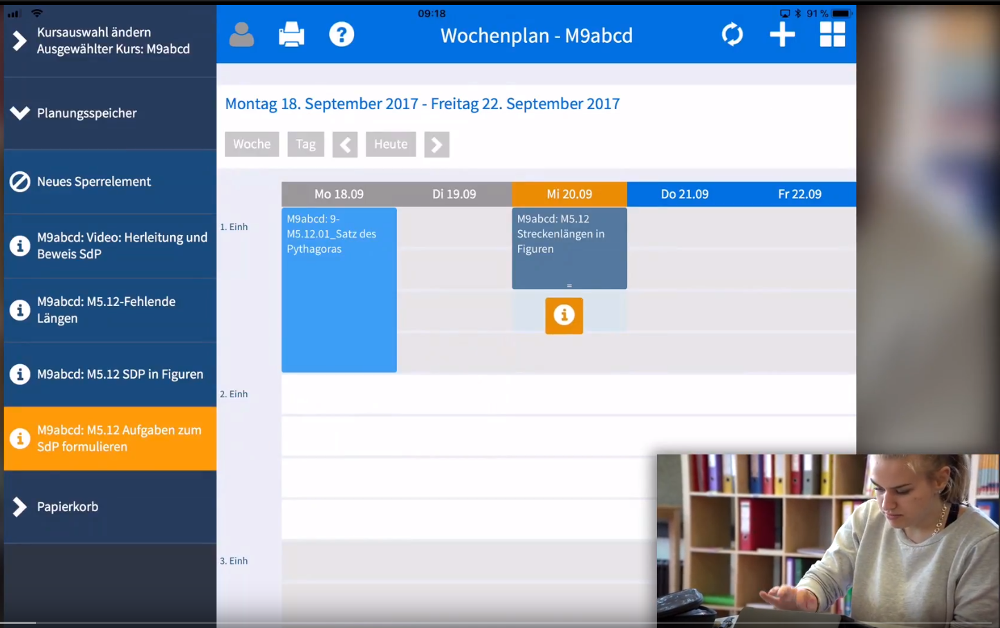 09:18
91 %
Kursauswahl ändern
Ausgewählter Kurs: M9abcd
Wochenplan - M9abcd
Planungsspeicher
Neues Sperrelement
M9abcd: Video: Herleitung und
Beweis SdP
M9abcd: M5.12-Fehlende
Längen
M9abcd: M5.12 SDP in Figuren
M9abcd: M5.12 Aufgaben zum
SdP formulieren
Papierkorb
Montag 18. September 2017 - Freitag 22. September 2017
Woche Tag Heute
Mo 18.09 Di 19.09 Mi 20.09 Do 21.09 Fr 22.09
1. Einh
M9abcd: 9-
M5.12.01_Satz des
Pythagoras
M9abcd: M5.12
Streckenlängen in
Figuren
2. Einh
3. Einh